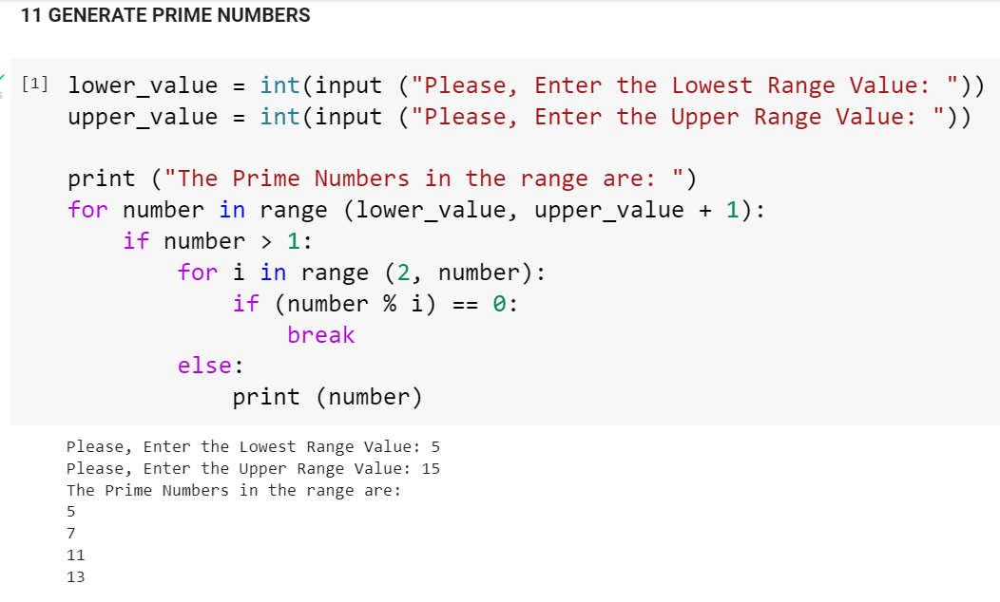 11 GENERATE PRIME NUMBERS
[1] lower_value = int(input ("Please, Enter the Lowest Range Value: "))
upper_value = int(input ("Please, Enter the Upper Range Value: "))
print ("The Prime Numbers in the range are: ")
for number in range (lower_value, upper_value + 1):
    if number > 1:
        for i in range (2, number):
            if (number % i) == 0:
                break
        else:
            print (number)
Please, Enter the Lowest Range Value: 5
Please, Enter the Upper Range Value: 15
The Prime Numbers in the range are:
5
7
11
13